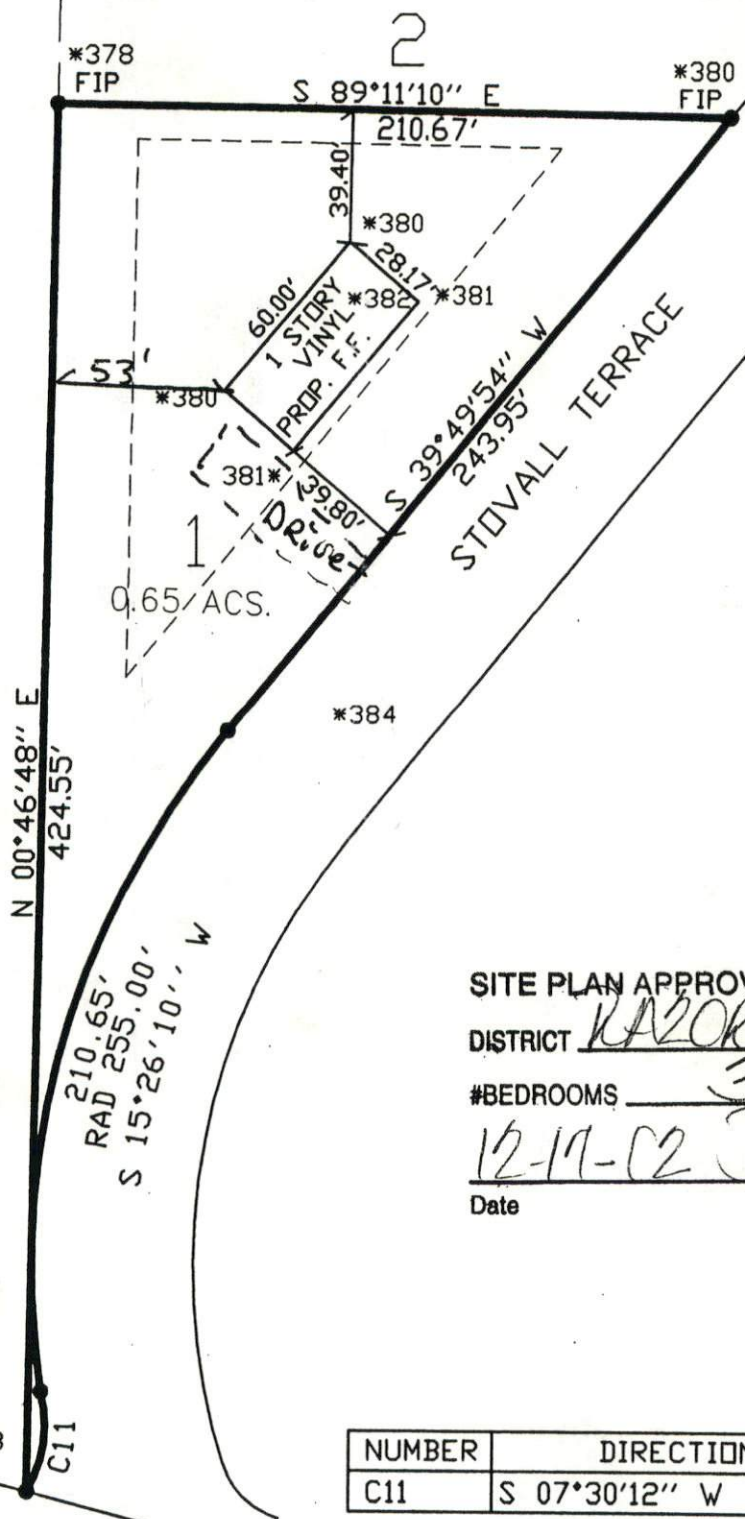 2
*378
FIP
*380
FIP
S 89°11'10" E
210.67'
39.40'
*380
28.17'
*381
*382
60.00'
1 STORY
VINYL
PROP. F.F.
53'
*380
S 39°49'54" W
243.95'
STOVALL TERRACE
381*
39.80'
Drive
1
0.65 ACS.
*384
N 00°46'48" E
424.55'
210.65'
RAD 255.00'
S 15°26'10" W
SITE PLAN APPROV
DISTRICT RA20R
#BEDROOMS 3
12-17-02
Date
C11
NUMBER DIRECTION
C11 S 07°30'12" W